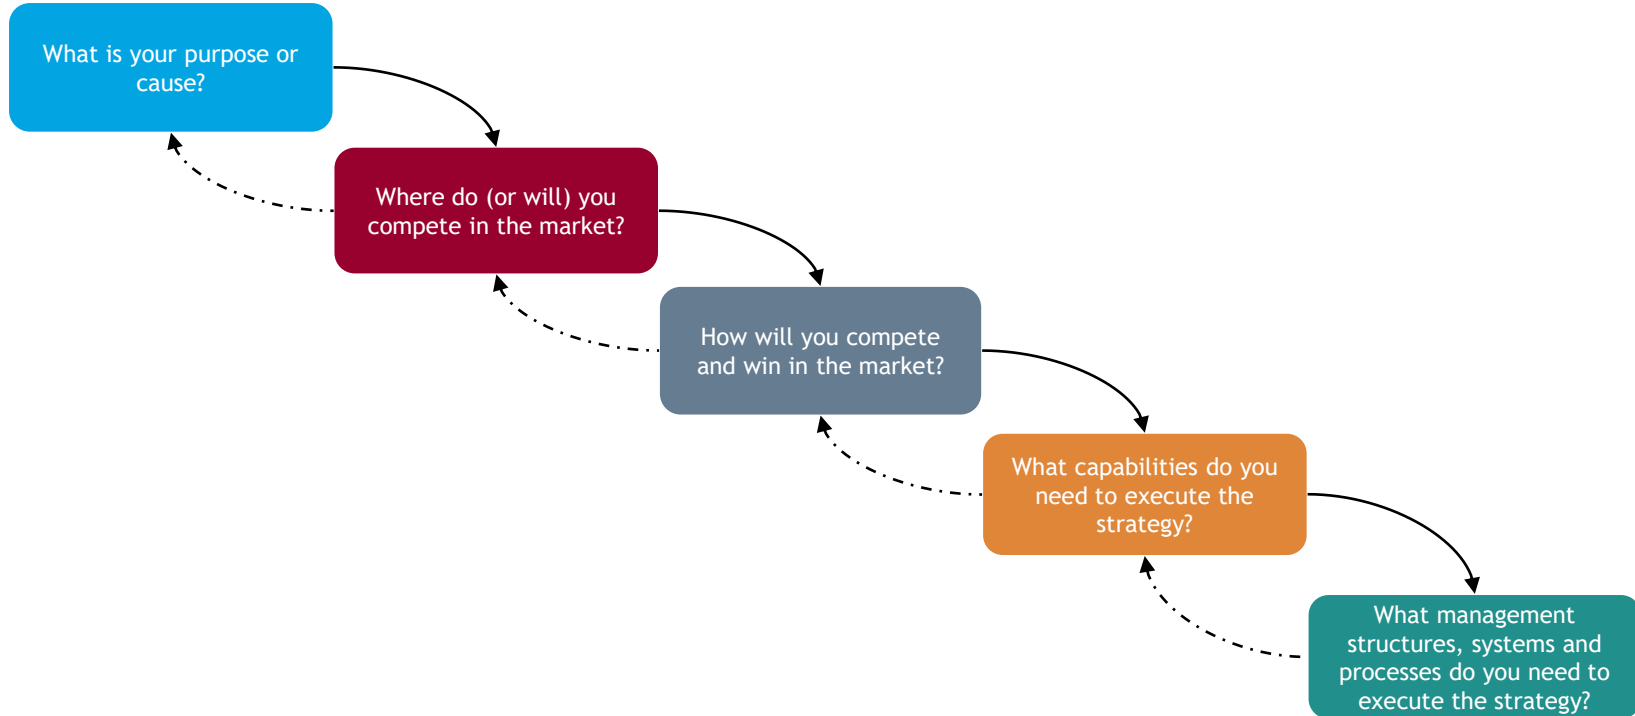 What is your purpose or
cause?
Where do (or will) you
compete in the market?
How will you compete
and win in the market?
What capabilities do you
need to execute the
strategy?
What management
structures, systems and
processes do you need to
execute the strategy?